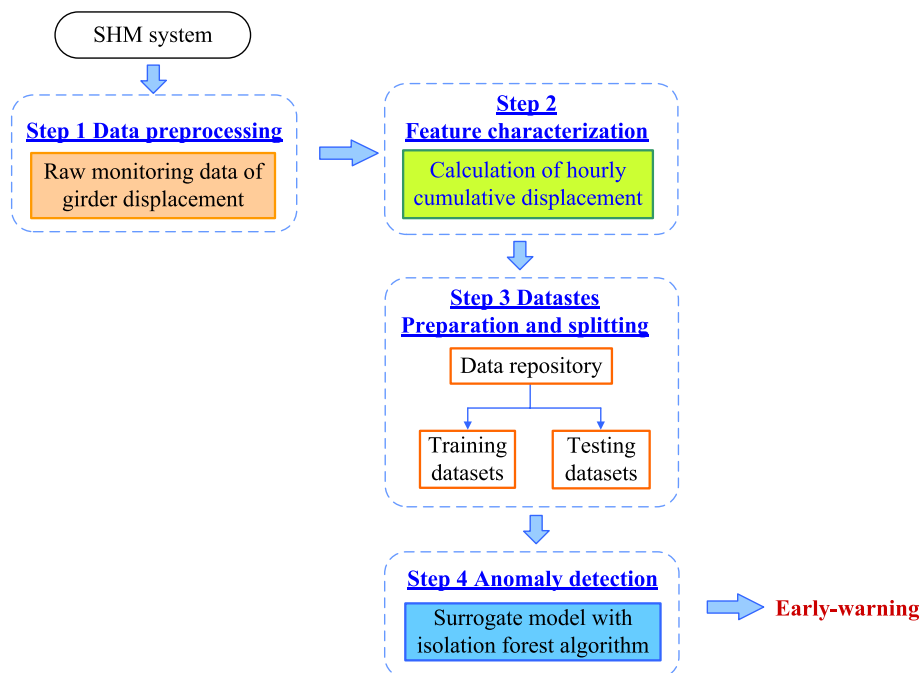 SHM system
Step 1 Data preprocessing
Raw monitoring data of
girder displacement
Step 2
Feature characterization
Calculation of hourly
cumulative displacement
Step 3 Datastes
Preparation and splitting
Data repository
Training
datasets
Testing
datasets
Step 4 Anomaly detection
Surrogate model with
isolation forest algorithm
Early-warning